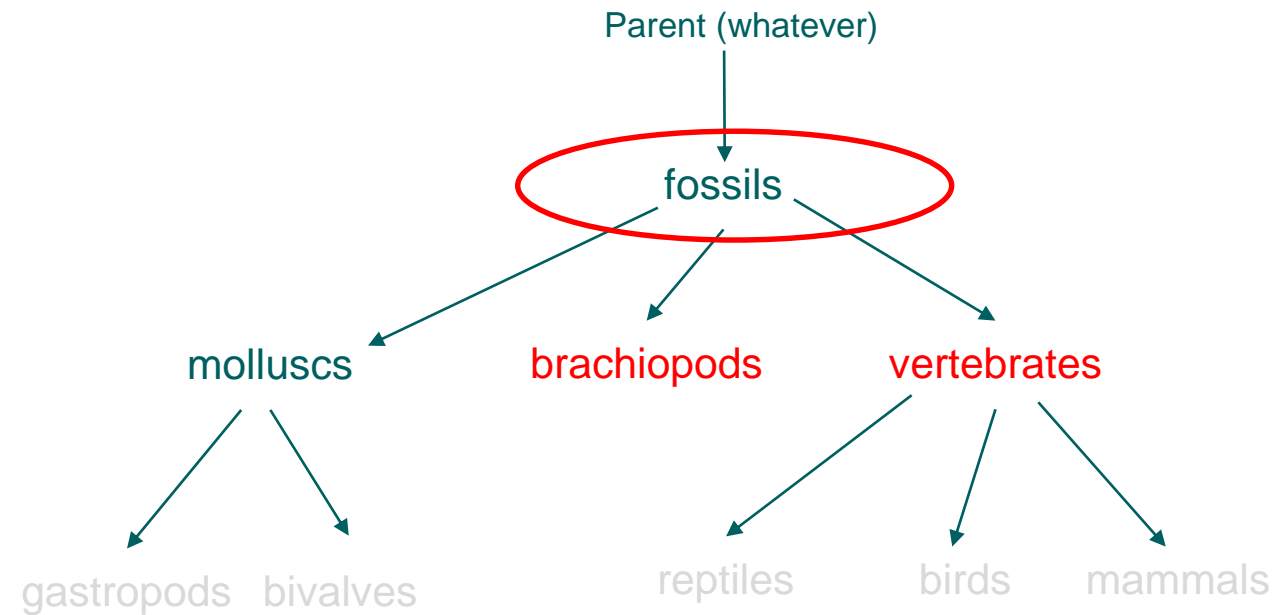 Parent (whatever)
fossils
molluscs brachiopods vertebrates
gastropods bivalves reptiles birds mammals